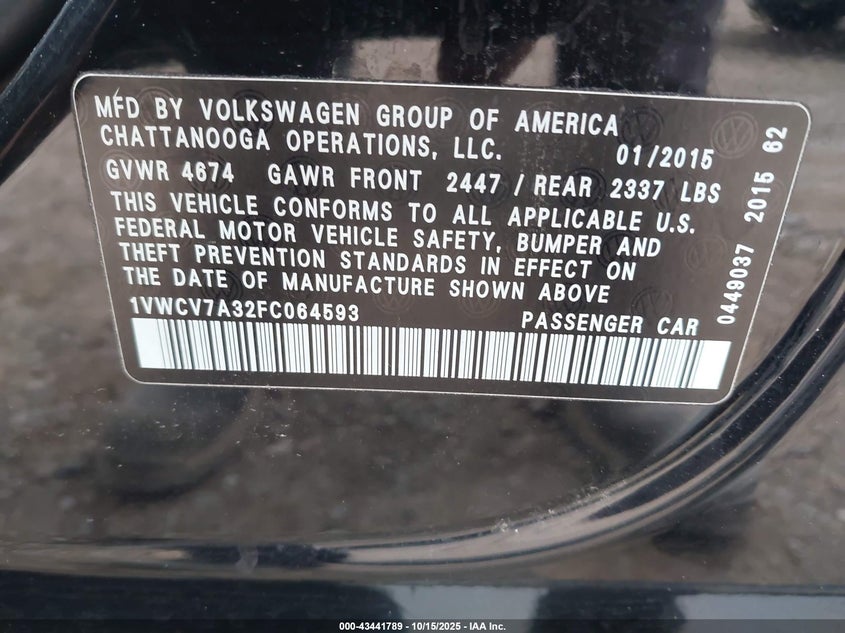 MFD BY VOLKSWAGEN GROUP OF AMERICA
CHATTANOOGA OPERATIONS, LLC. 01/2015
GVWR 4674 GAWR FRONT 2447 / REAR 2337 LBS
THIS VEHICLE CONFORMS TO ALL APPLICABLE U.S.
FEDERAL MOTOR VEHICLE SAFETY, BUMPER AND
THEFT PREVENTION STANDARDS IN EFFECT ON
THE DATE OF MANUFACTURE SHOWN ABOVE
1VWCV7A32FC064593 PASSENGER CAR
0449037 2015 62
000-43441789 - 10/15/2025 - IAA Inc.